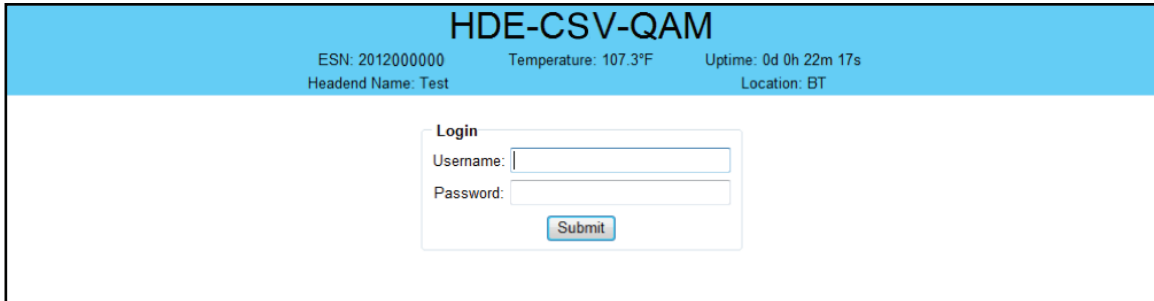 HDE-CSV-QAM
ESN: 2012000000 Temperature: 107.3°F Uptime: 0d 0h 22m 17s
Headend Name: Test Location: BT
Login
Username:
Password:
Submit